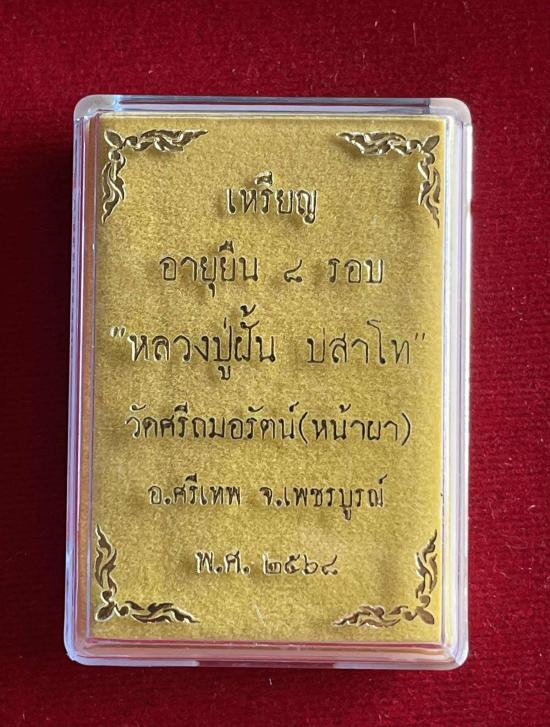 เหรียญ
อายุยืน ๘ รอบ
"หลวงปู่ฝั้น ปสาโท"
วัดศรีถมอรัตน์(หน้าผา)
อ.ศรีเทพ จ.เพชรบูรณ์
พ.ศ. ๒๕๖๘